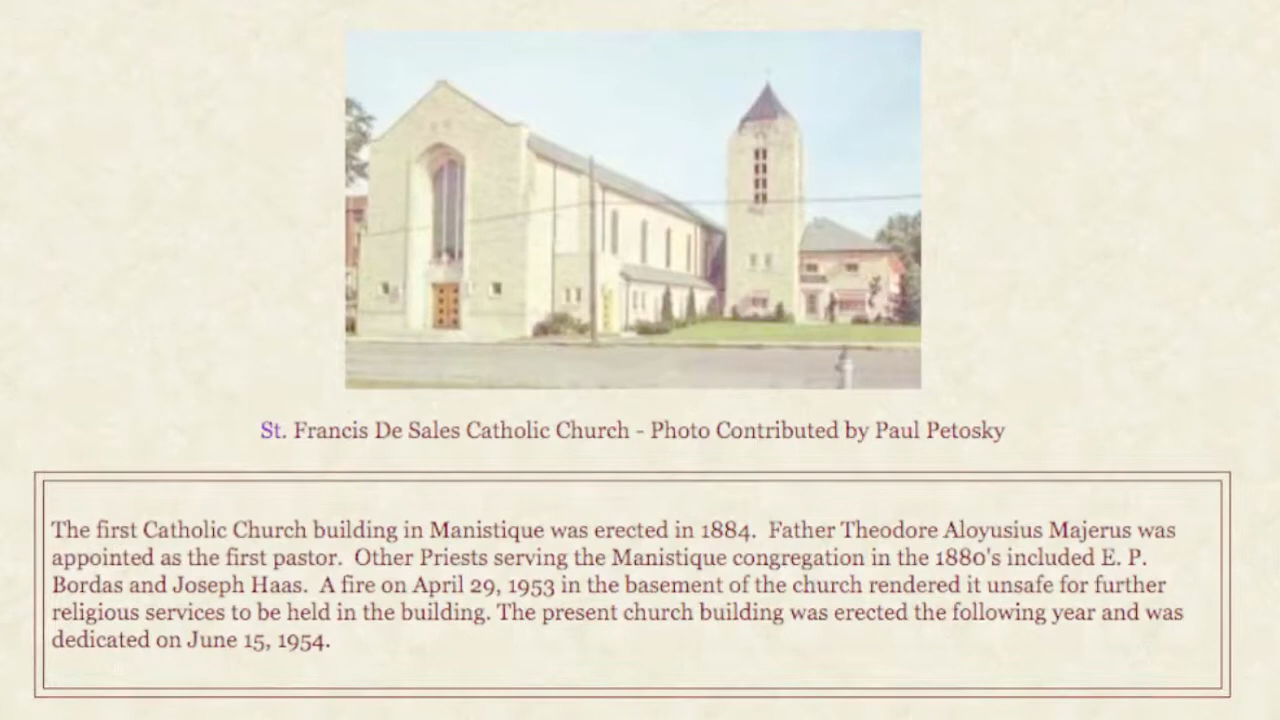 St. Francis De Sales Catholic Church - Photo Contributed by Paul Petosky
The first Catholic Church building in Manistique was erected in 1884.  Father Theodore Aloyusius Majerus was
appointed as the first pastor.  Other Priests serving the Manistique congregation in the 1880's included E. P.
Bordas and Joseph Haas.  A fire on April 29, 1953 in the basement of the church rendered it unsafe for further
religious services to be held in the building. The present church building was erected the following year and was
dedicated on June 15, 1954.